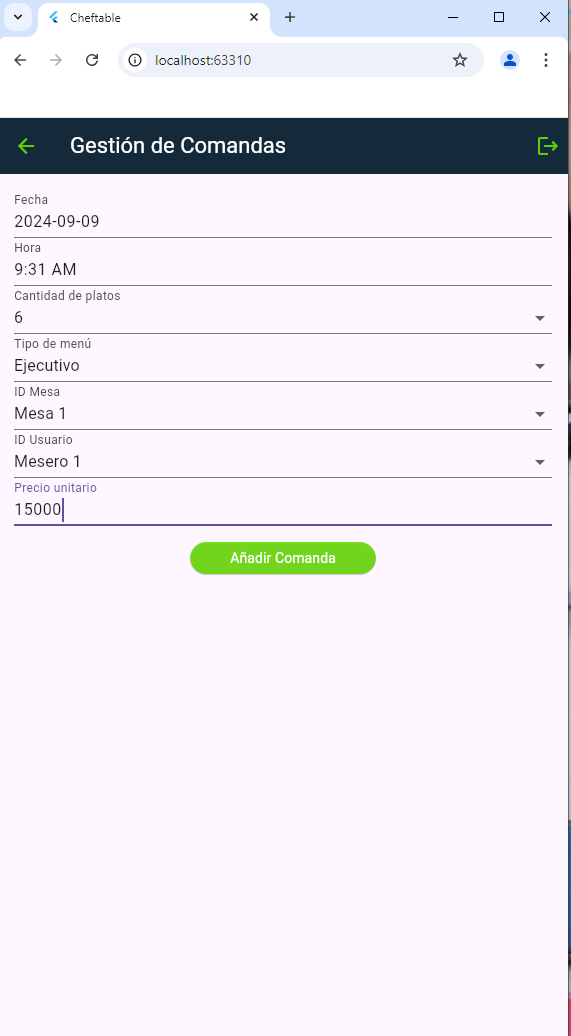 Cheftable
localhost:63310
Gestión de Comandas
Fecha
2024-09-09
Hora
9:31 AM
Cantidad de platos
6
Tipo de menú
Ejecutivo
ID Mesa
Mesa 1
ID Usuario
Mesero 1
Precio unitario
15000
Añadir Comanda